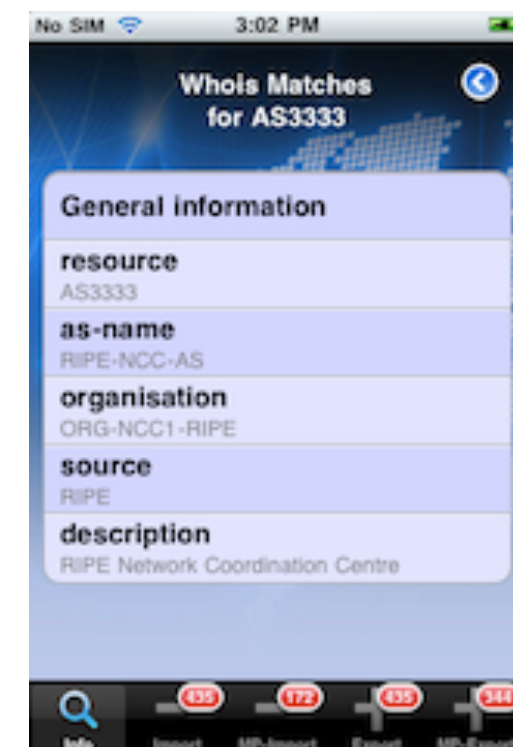 No SIM 3:02 PM
Whois Matches
for AS3333
General information
resource
AS3333
as-name
RIPE-NCC-AS
organisation
ORG-NCC1-RIPE
source
RIPE
description
RIPE Network Coordination Centre
435 172 435 344
Info Import MP-Import Export MP-Export